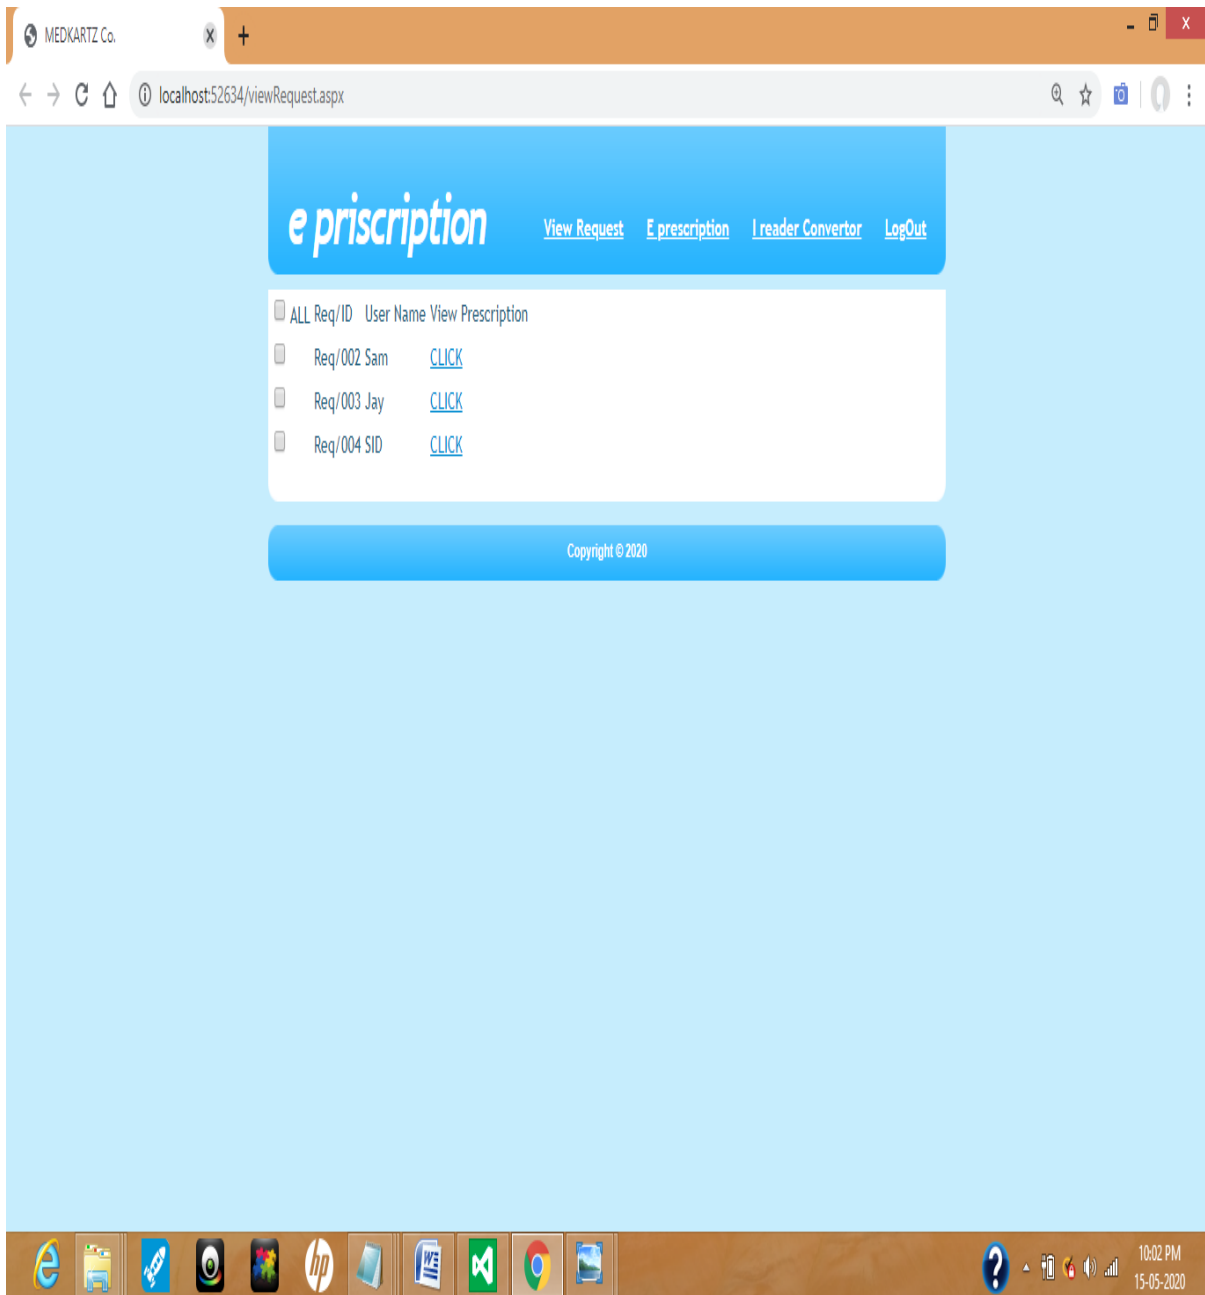 MEDKARTZ Co.
localhost:52634/viewRequest.aspx
e priscription
View Request E prescription I reader Convertor LogOut
ALL Req/ID User Name View Prescription
Req/002 Sam CLICK
Req/003 Jay CLICK
Req/004 SID CLICK
Copyright © 2020
hp
10:02 PM
15-05-2020